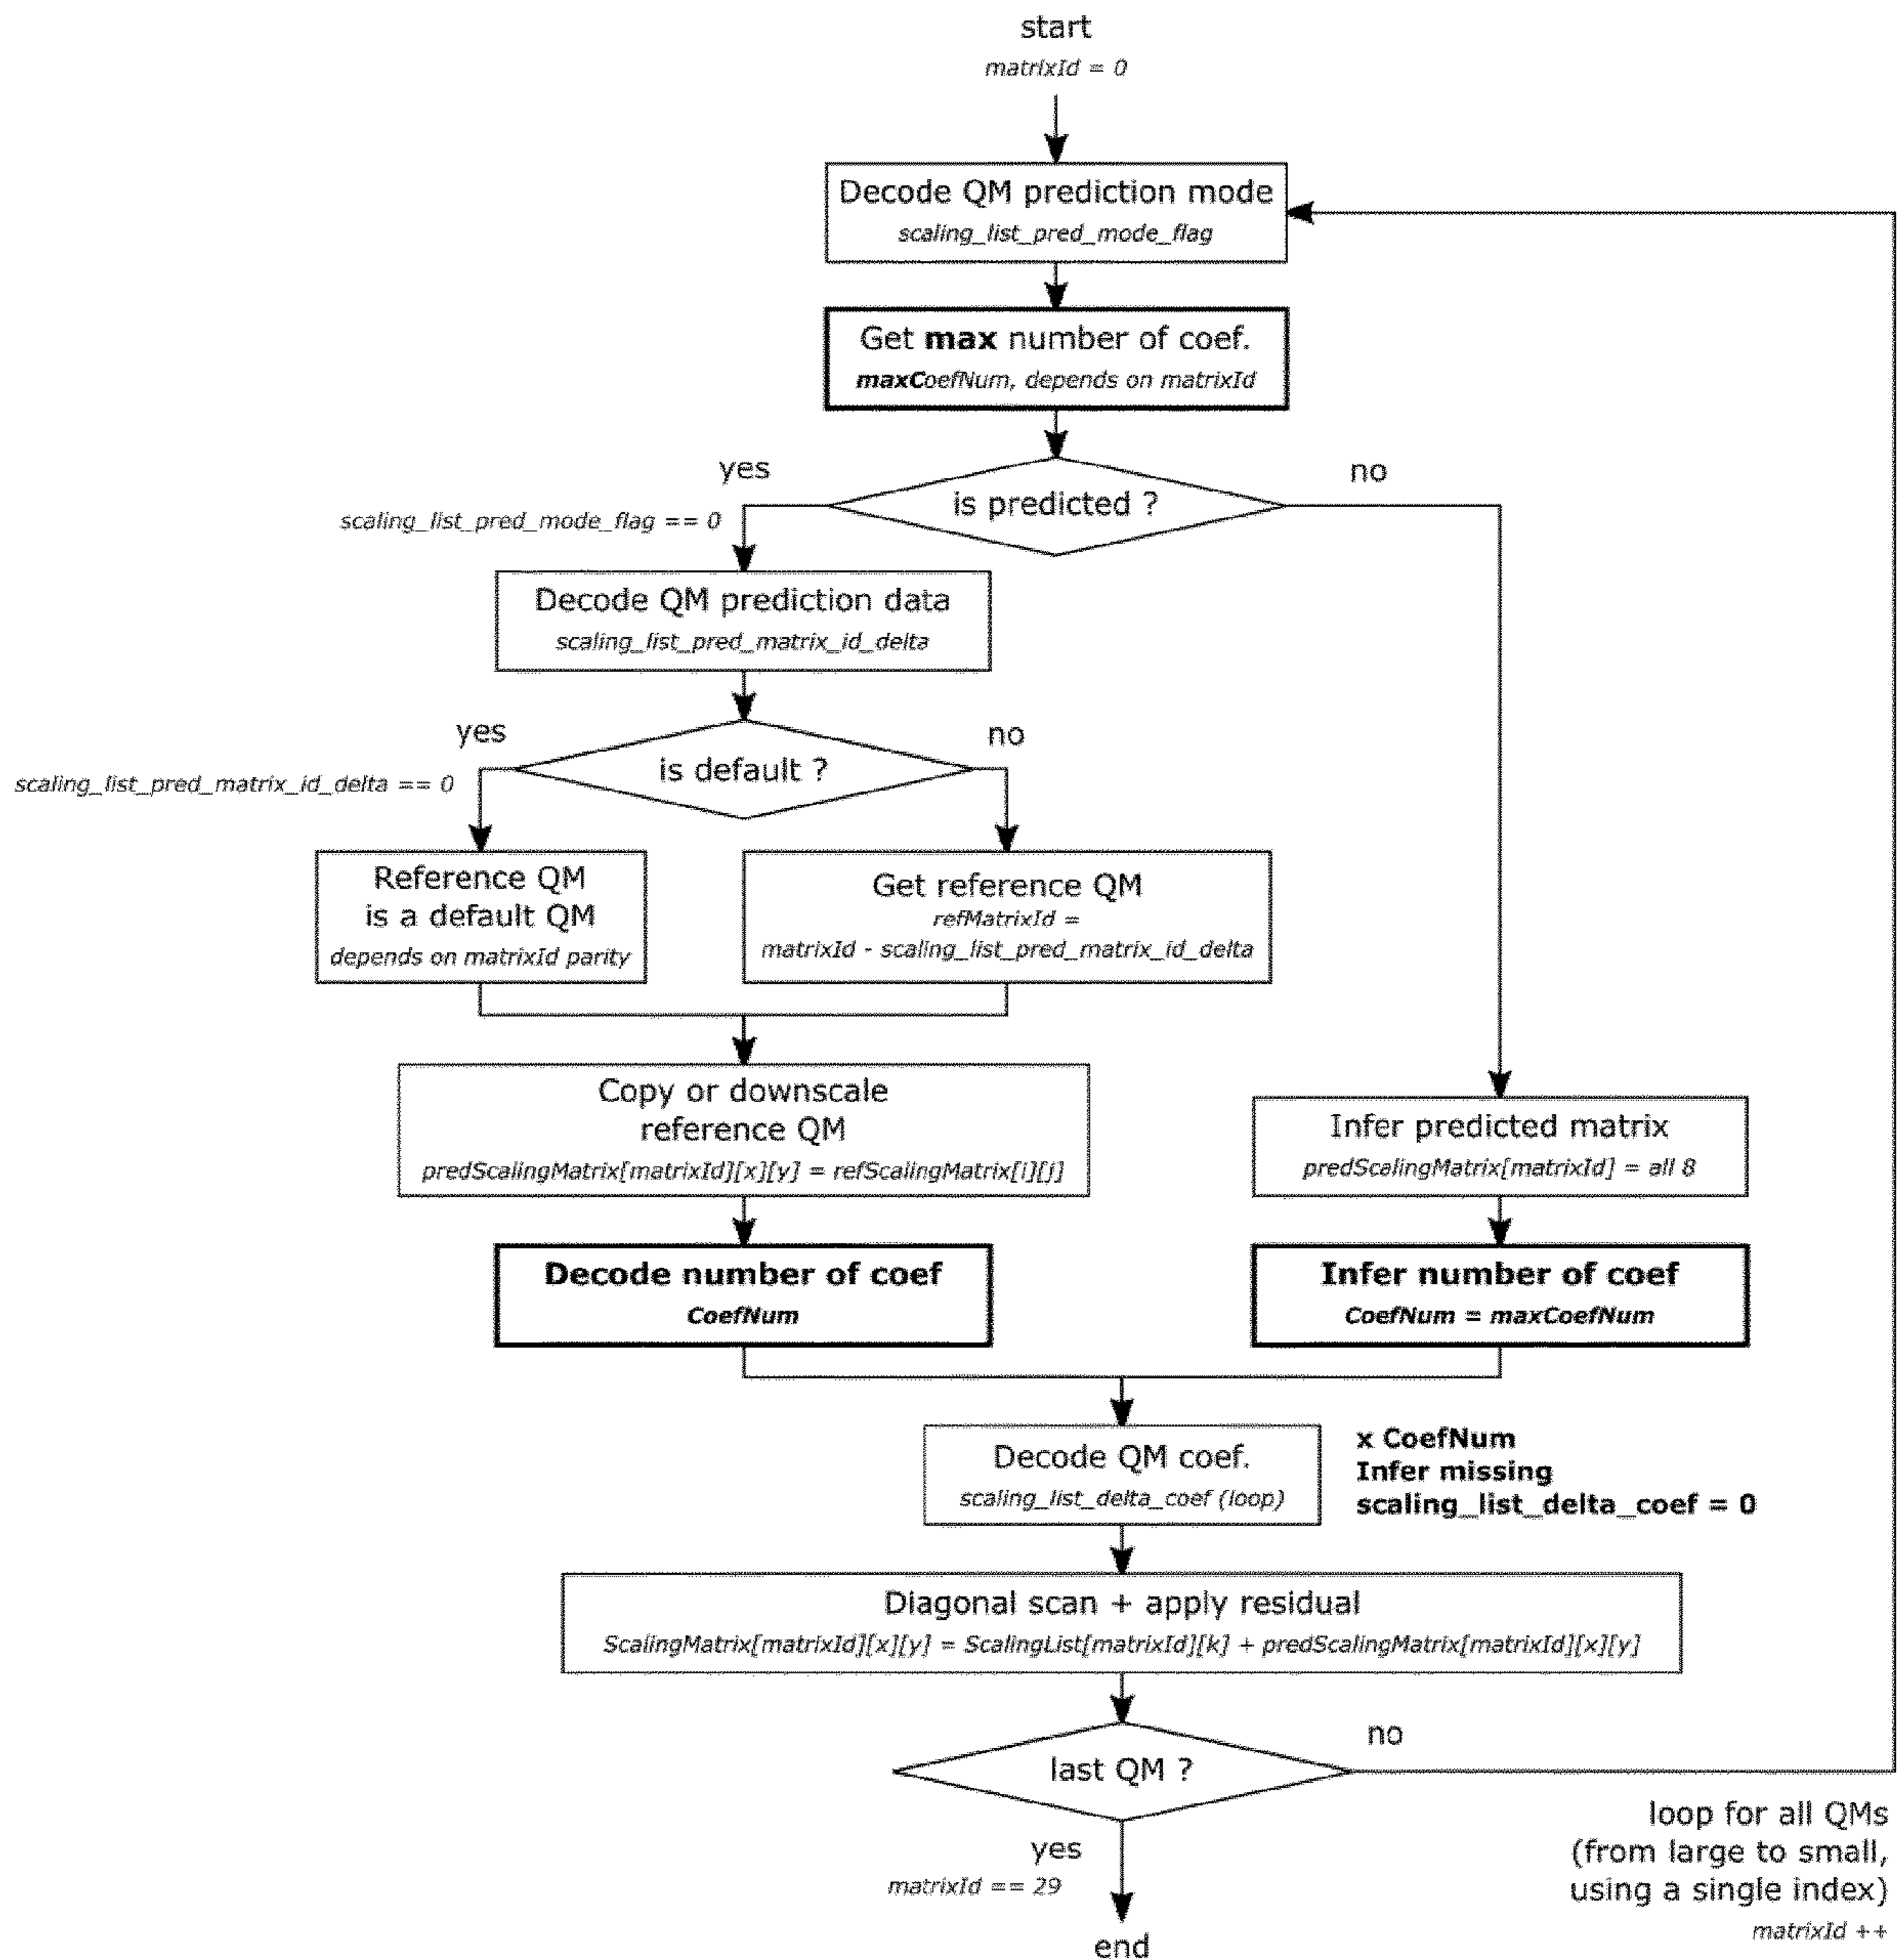 start
matrixId = 0
Decode QM prediction mode
scaling_list_pred_mode_flag
Get max number of coef.
maxCoefNum, depends on matrixId
yes
is predicted ?
no
scaling_list_pred_mode_flag == 0
Decode QM prediction data
scaling_list_pred_matrix_id_delta
yes
is default ?
no
scaling_list_pred_matrix_id_delta == 0
Reference QM
is a default QM
depends on matrixId parity
Get reference QM
refMatrixId =
matrixId - scaling_list_pred_matrix_id_delta
Copy or downscale
reference QM
predScalingMatrix[matrixId][x][y] = refScalingMatrix[i][j]
Infer predicted matrix
predScalingMatrix[matrixId] = all 8
Decode number of coef
CoefNum
Infer number of coef
CoefNum = maxCoefNum
Decode QM coef.
scaling_list_delta_coef (loop)
x CoefNum
Infer missing
scaling_list_delta_coef = 0
Diagonal scan + apply residual
ScalingMatrix[matrixId][x][y] = ScalingList[matrixId][k] + predScalingMatrix[matrixId][x][y]
last QM ?
no
yes
matrixId == 29
end
loop for all QMs
(from large to small,
using a single index)
matrixId ++